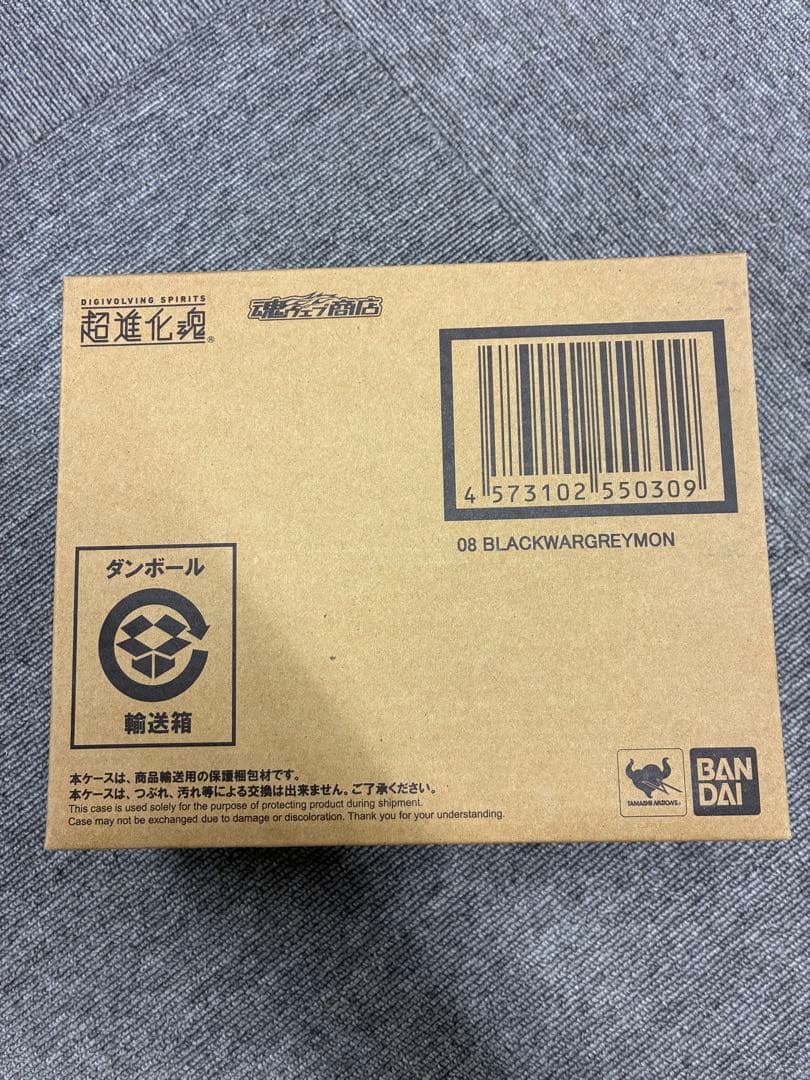 DIGIVOLVING SPIRITS
超進化魂®
魂ウェブ商店
4 573102 550309
08 BLACKWARGREYMON
ダンボール
輸送箱
本ケースは、商品輸送用の保護梱包材です。
本ケースは、つぶれ、汚れ等による交換は出来ません。ご了承ください。
This case is used solely for the purpose of protecting product during shipment.
Case may not be exchanged due to damage or discoloration. Thank you for your understanding.
TAMASHII NATIONS®
BAN
DAI